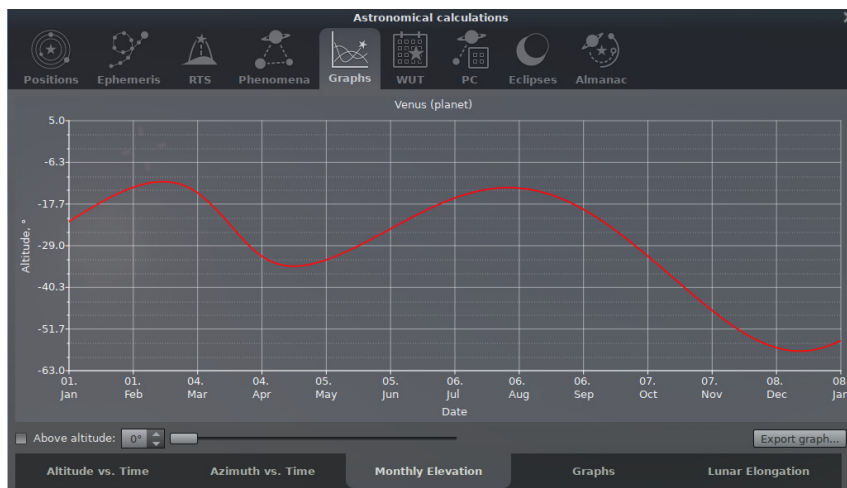 Astronomical calculations
Positions Ephemeris RTS Phenomena Graphs WUT PC Eclipses Almanac
Venus (planet)
5.0
-6.3
-17.7
-29.0
-40.3
-51.7
-63.0
Altitude, °
01. 01. 04. 04. 05. 06. 06. 06. 06. 07. 07. 08. 08.
Jan Feb Mar Apr May Jun Jul Aug Sep Oct Nov Dec Jan
Date
Above altitude: 0° Export graph...
Altitude vs. Time Azimuth vs. Time Monthly Elevation Graphs Lunar Elongation